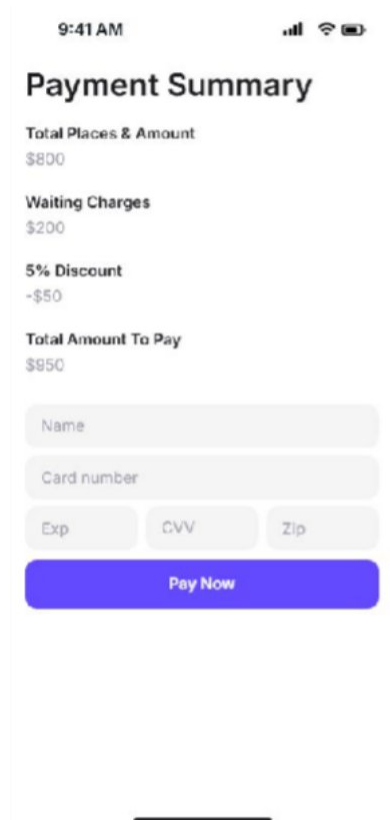 9:41 AM
Payment Summary
Total Places & Amount
$800
Waiting Charges
$200
5% Discount
-$50
Total Amount To Pay
$950
Name
Card number
Exp CVV Zip
Pay Now